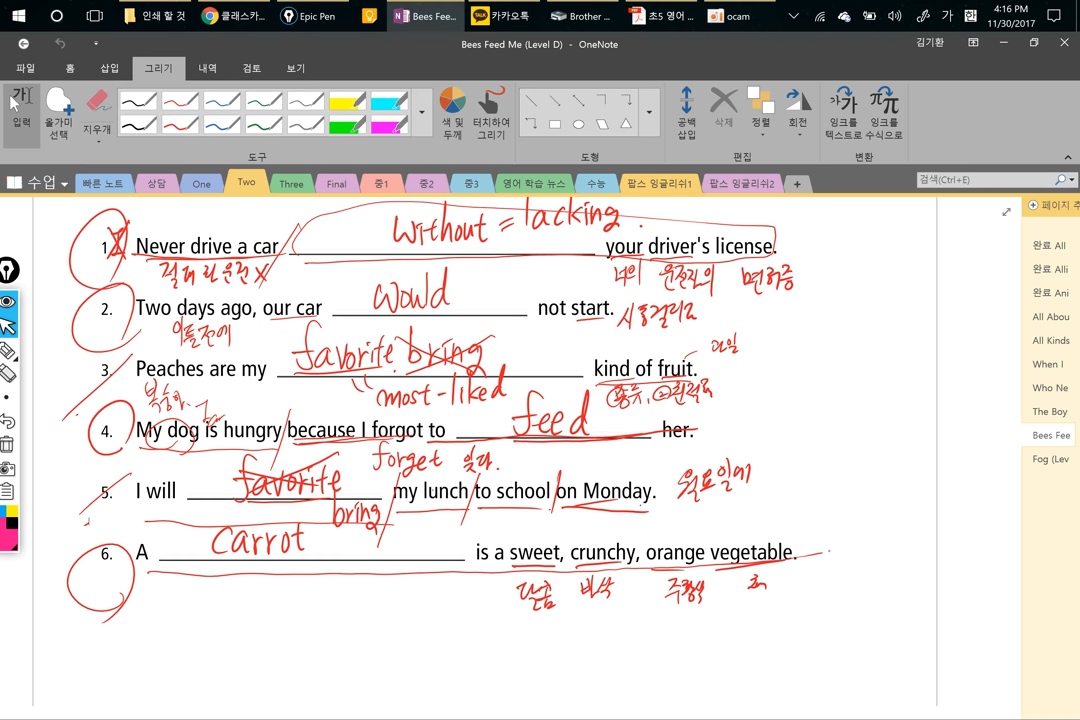 인쇄 할 것
클래스카...
Epic Pen
Bees Fee...
카카오톡
Brother ...
초5 영어 ...
ocam
가
한
4:16 PM
11/30/2017
Bees Feed Me (Level D) - OneNote
김기환
파일 홈 삽입 그리기 내역 검토 보기
입력
올가미 선택
지우개
색 및 두께
터치하여 그리기
공백 삽입
삭제
정렬
회전
잉크를 텍스트로
잉크를 수식으로
도구
도형
편집
변환
수업
빠른 노트 상담 One Two Three Final 중1 중2 중3 영어 학습 뉴스 수능 팝스 잉글리쉬1 팝스 잉글리쉬2 +
검색(Ctrl+E)
페이지 추
완료 All
완료 Alli
완료 Ani
All Abou
All Kinds
When I
Who Ne
The Boy
Bees Fee
Fog (Lev
without = lacking.
1. Never drive a car your driver's license.
절대 운전 X 너의 운전자의 면허증
2. Two days ago, our car would not start. 시동걸리다
이틀전에
3. Peaches are my favorite bring kind of fruit. 과일
복숭아 most-liked
4. My dog is hungry because I forgot to feed her.
forget 잊다.
5. I will favorite my lunch to school on Monday. 월요일에
bring
6. A carrot is a sweet, crunchy, orange vegetable.
달콤 바삭 주황색